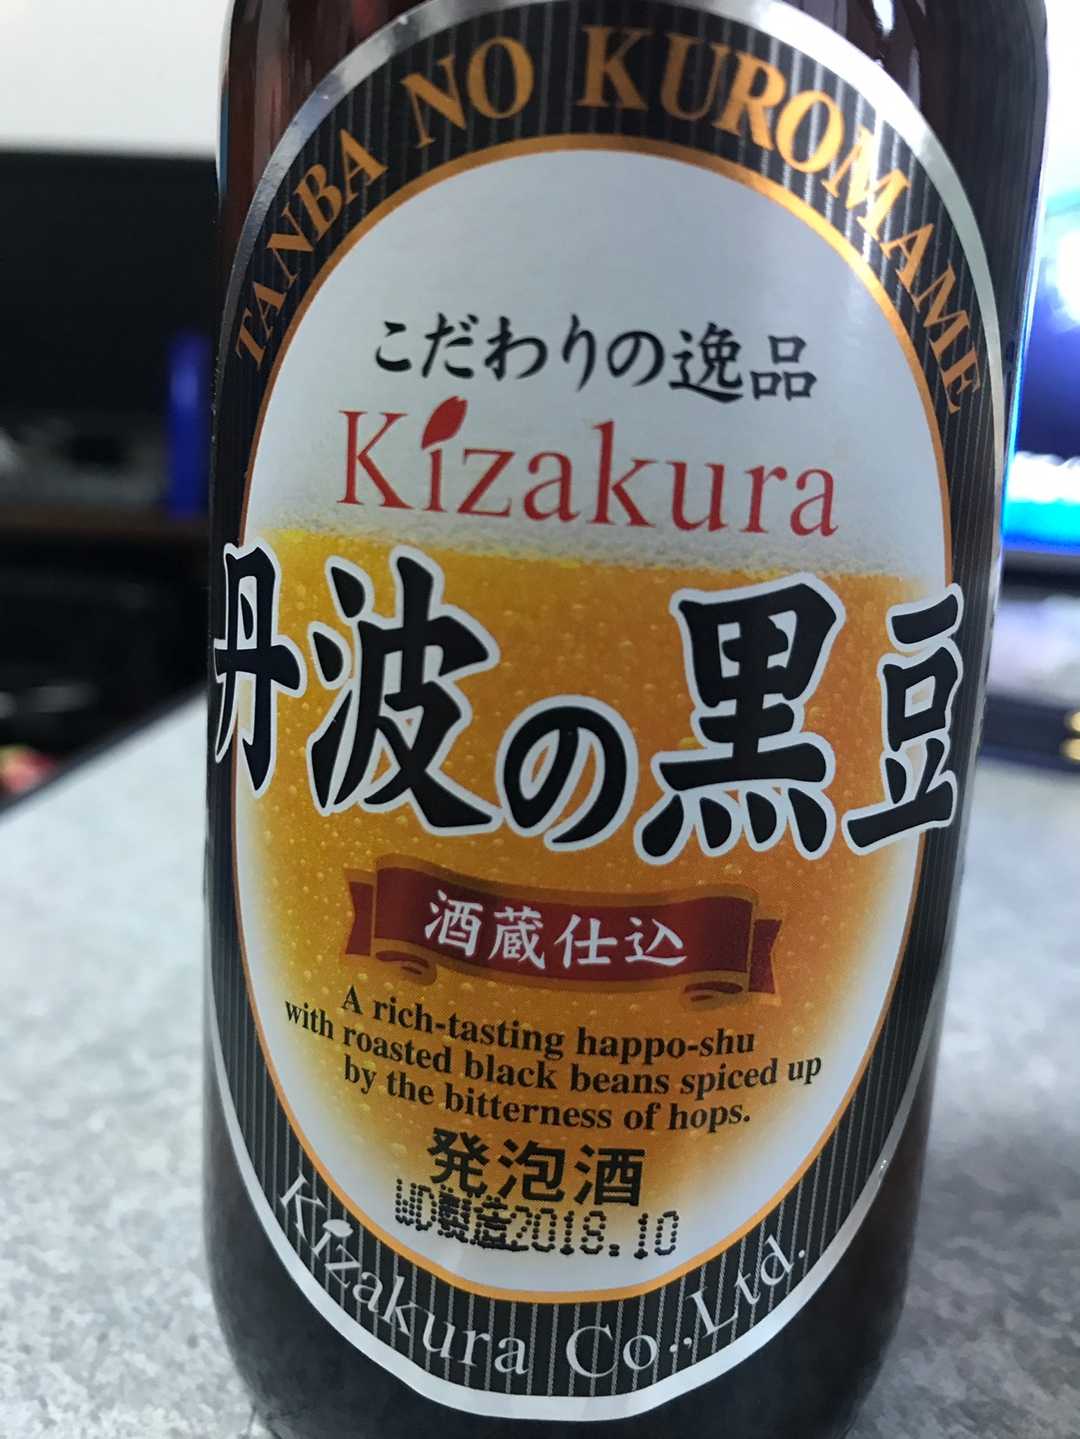 TANBA NO KUROMAME
こだわりの逸品
Kizakura
丹波の黒豆
酒蔵仕込
A rich-tasting happo-shu
with roasted black beans spiced up
by the bitterness of hops.
発泡酒
WD製造2018.10
Kizakura Co.,Ltd.